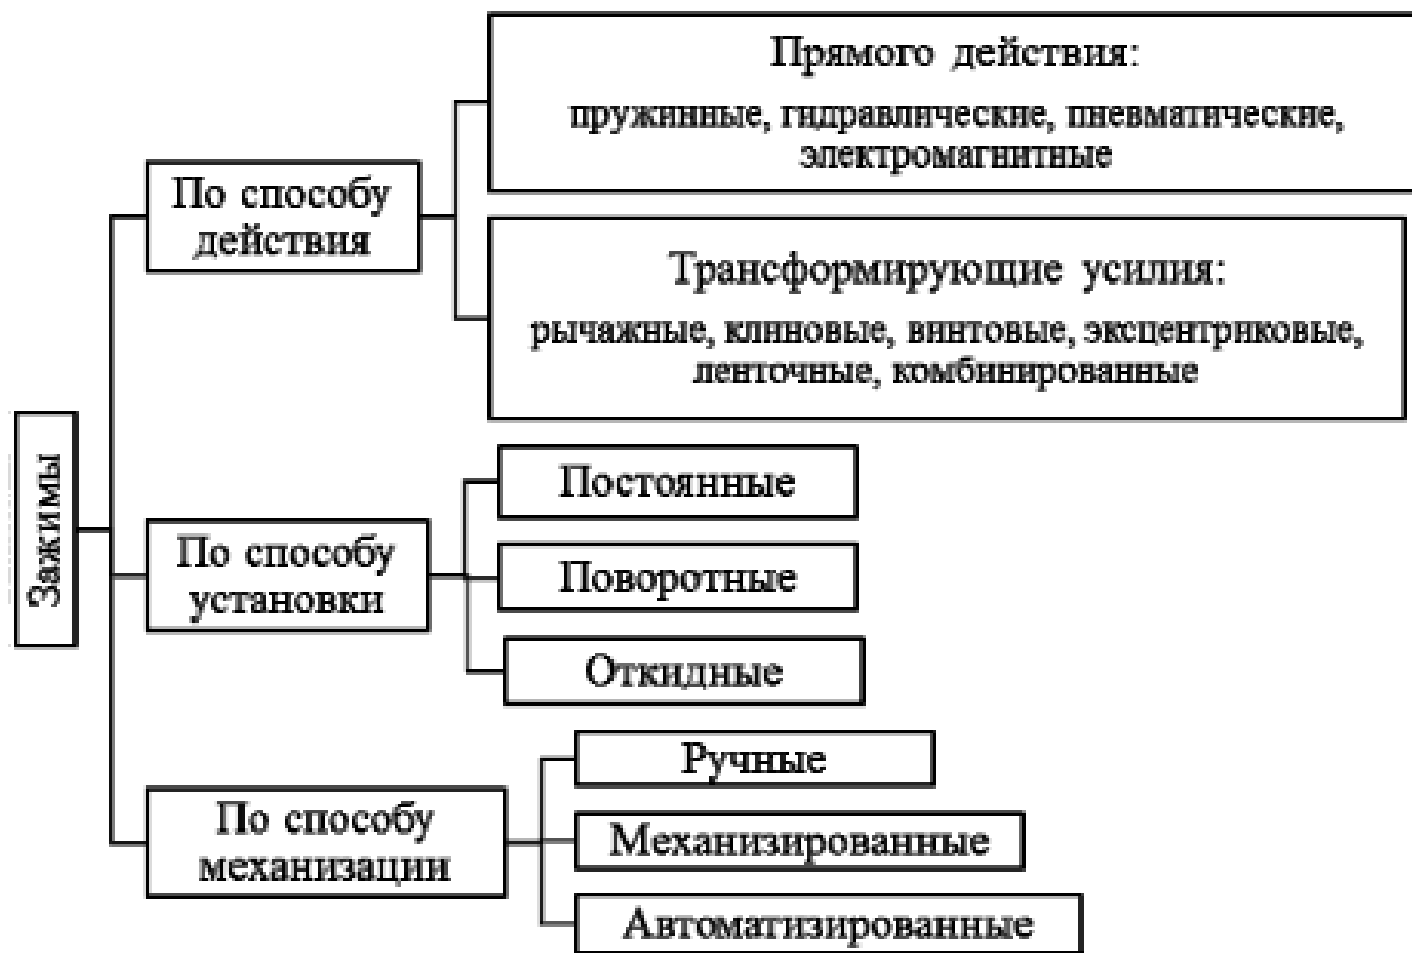 Зажимы
По способу
действия
Прямого действия:
пружинные, гидравлические, пневматические,
электромагнитные
Трансформирующие усилия:
рычажные, клиновые, винтовые, эксцентриковые,
ленточные, комбинированные
По способу
установки
Постоянные
Поворотные
Откидные
По способу
механизации
Ручные
Механизированные
Автоматизированные